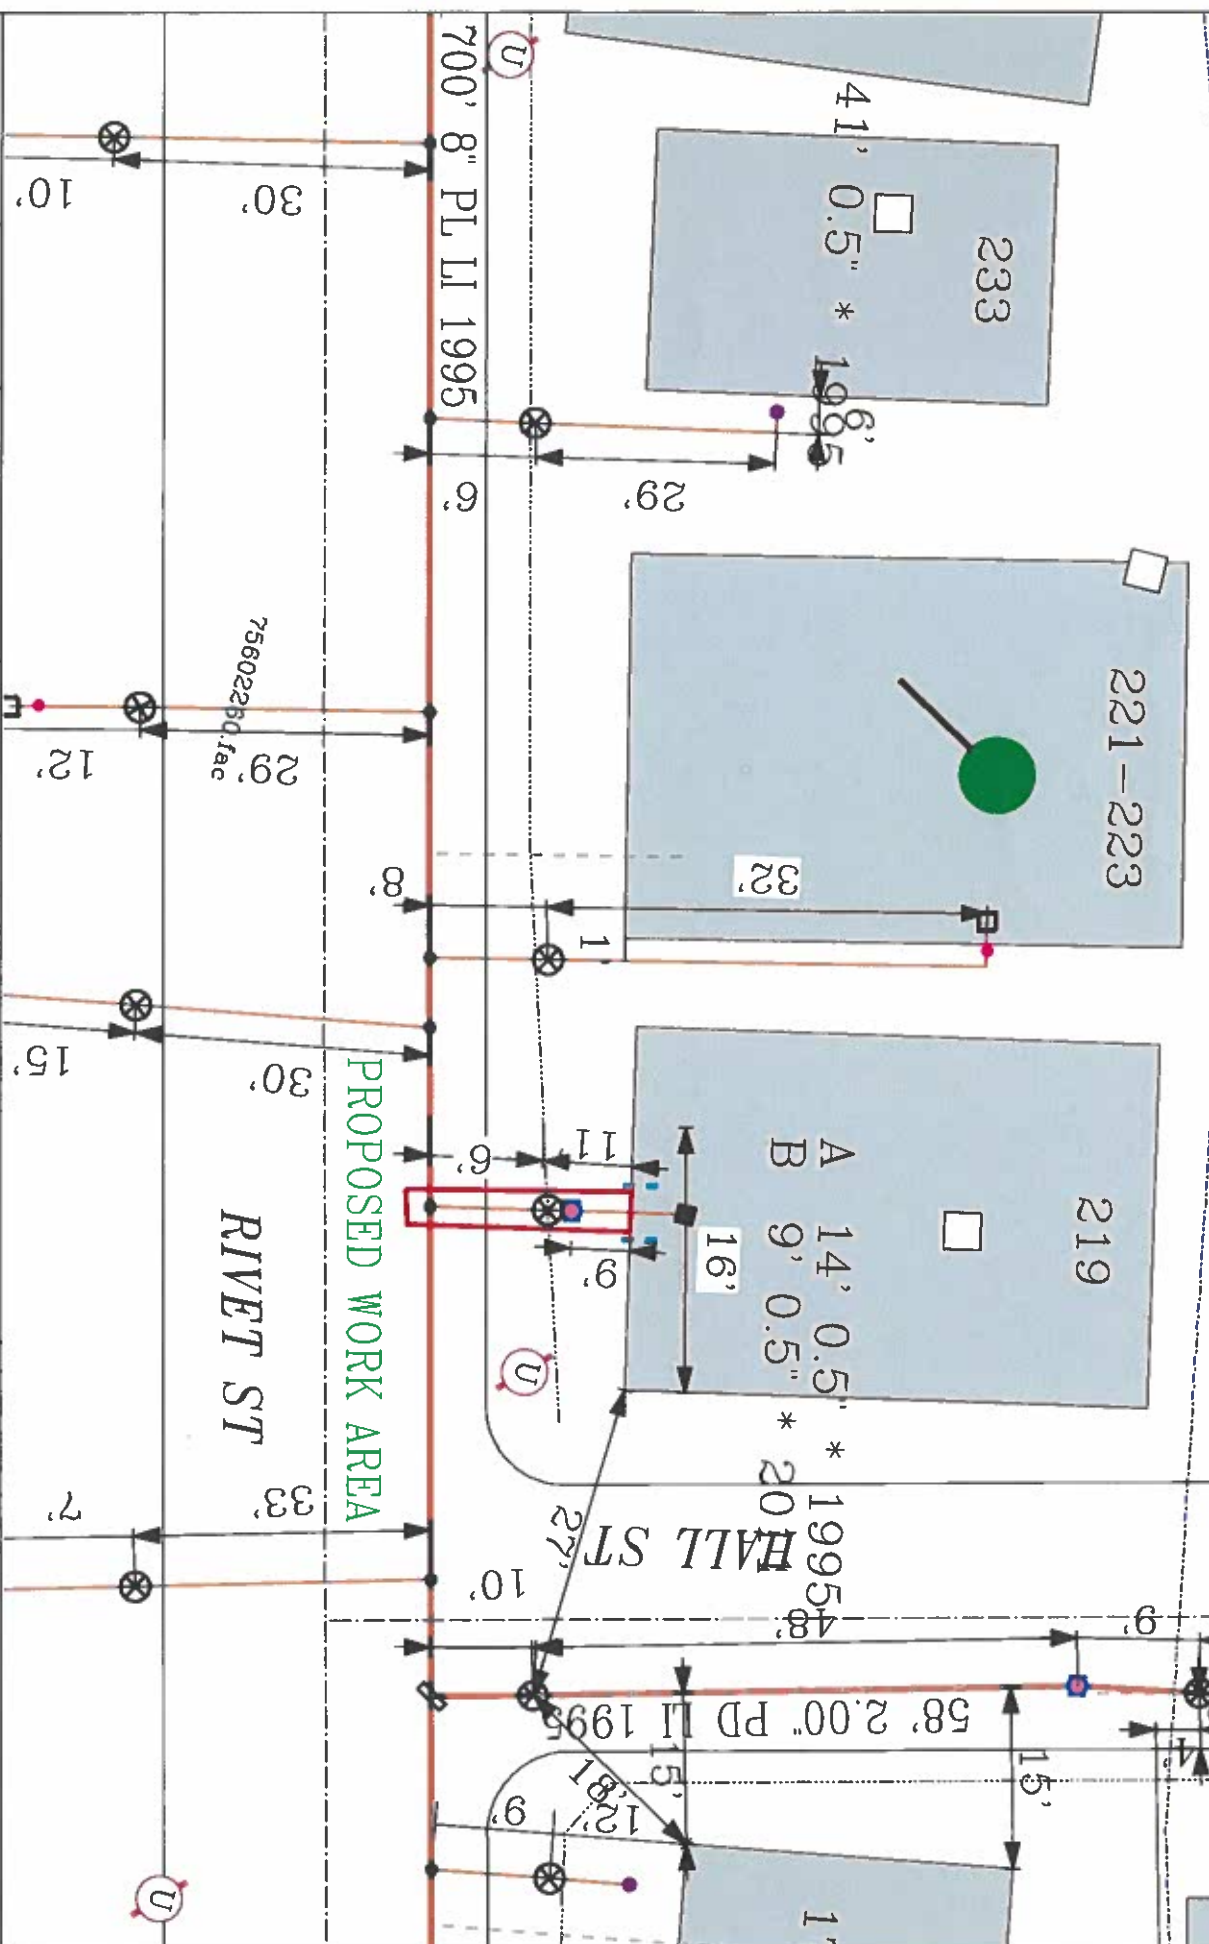 700' 8" PL LI 1995
U
41' 0.5" * 1995
233
6'
10'
30'
6'
29'
221-223
75602260.fac
12'
29'
8'
32'
1'
15'
30'
PROPOSED WORK AREA
RIVET ST
6'
11
9'
16'
219
A 14' 0.5" * 1995
B 9' 0.5" *
U
27'
HALL ST
7'
33'
10'
48'
9'
58' 2.00" PD LI 1995
15'
15'
18'
4'
9'
12'
U